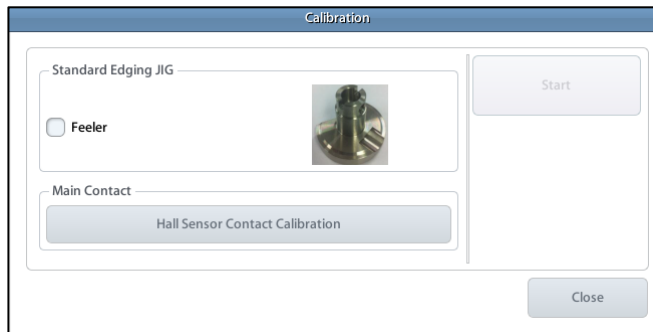 Calibration
Standard Edging JIG
Feeler
Start
Main Contact
Hall Sensor Contact Calibration
Close